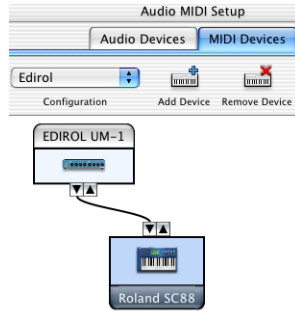 Audio MIDI Setup
Audio Devices MIDI Devices
Edirol
Configuration Add Device Remove Device
EDIROL UM-1
Roland SC88